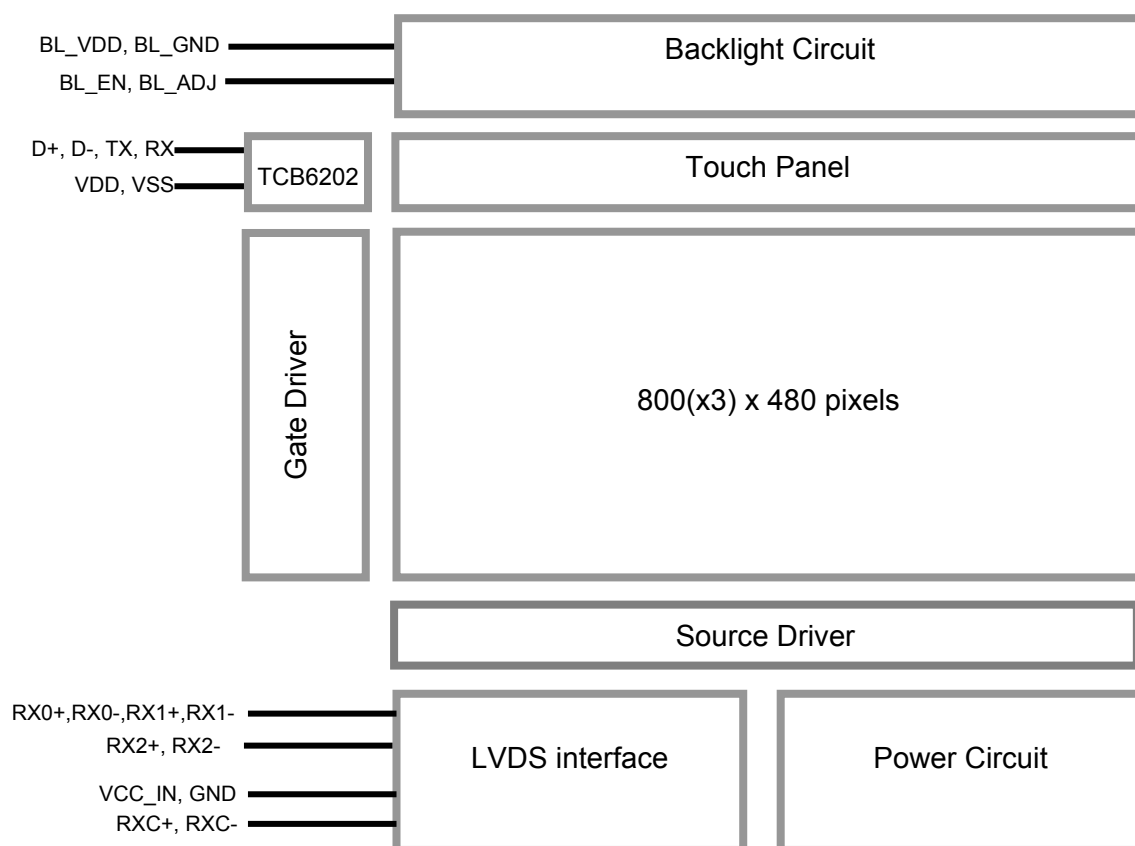 BL_VDD, BL_GND
Backlight Circuit
BL_EN, BL_ADJ
D+, D-, TX, RX
VDD, VSS
TCB6202
Touch Panel
Gate Driver
800(x3) x 480 pixels
Source Driver
RX0+,RX0-,RX1+,RX1-
RX2+, RX2-
VCC_IN, GND
RXC+, RXC-
LVDS interface
Power Circuit